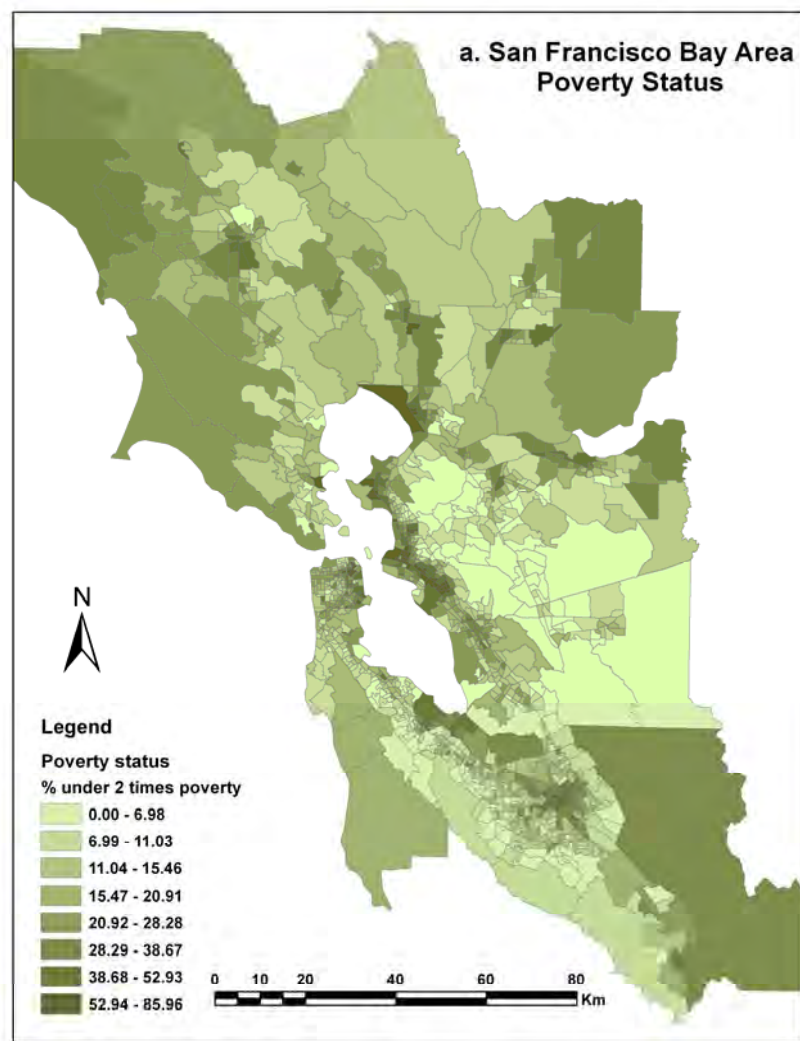 a. San Francisco Bay Area
Poverty Status
N
Legend
Poverty status
% under 2 times poverty
0.00 - 6.98
6.99 - 11.03
11.04 - 15.46
15.47 - 20.91
20.92 - 28.28
28.29 - 38.67
38.68 - 52.93
52.94 - 85.96
0 10 20 40 60 80
Km